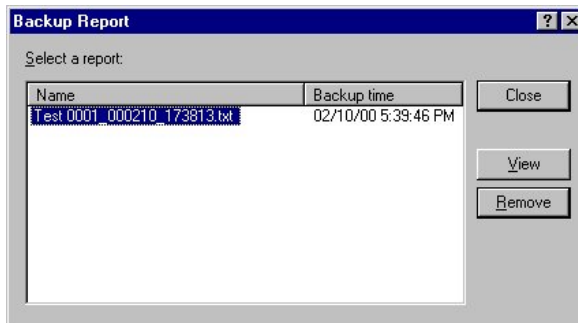 Backup Report
Select a report:
Name Backup time Close
Test 0001_000210_173813.txt 02/10/00 5:39:46 PM
View
Remove